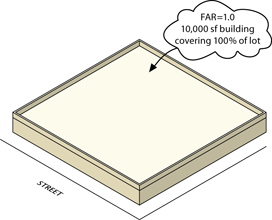 FAR=1.0
10,000 sf building
covering 100% of lot
STREET